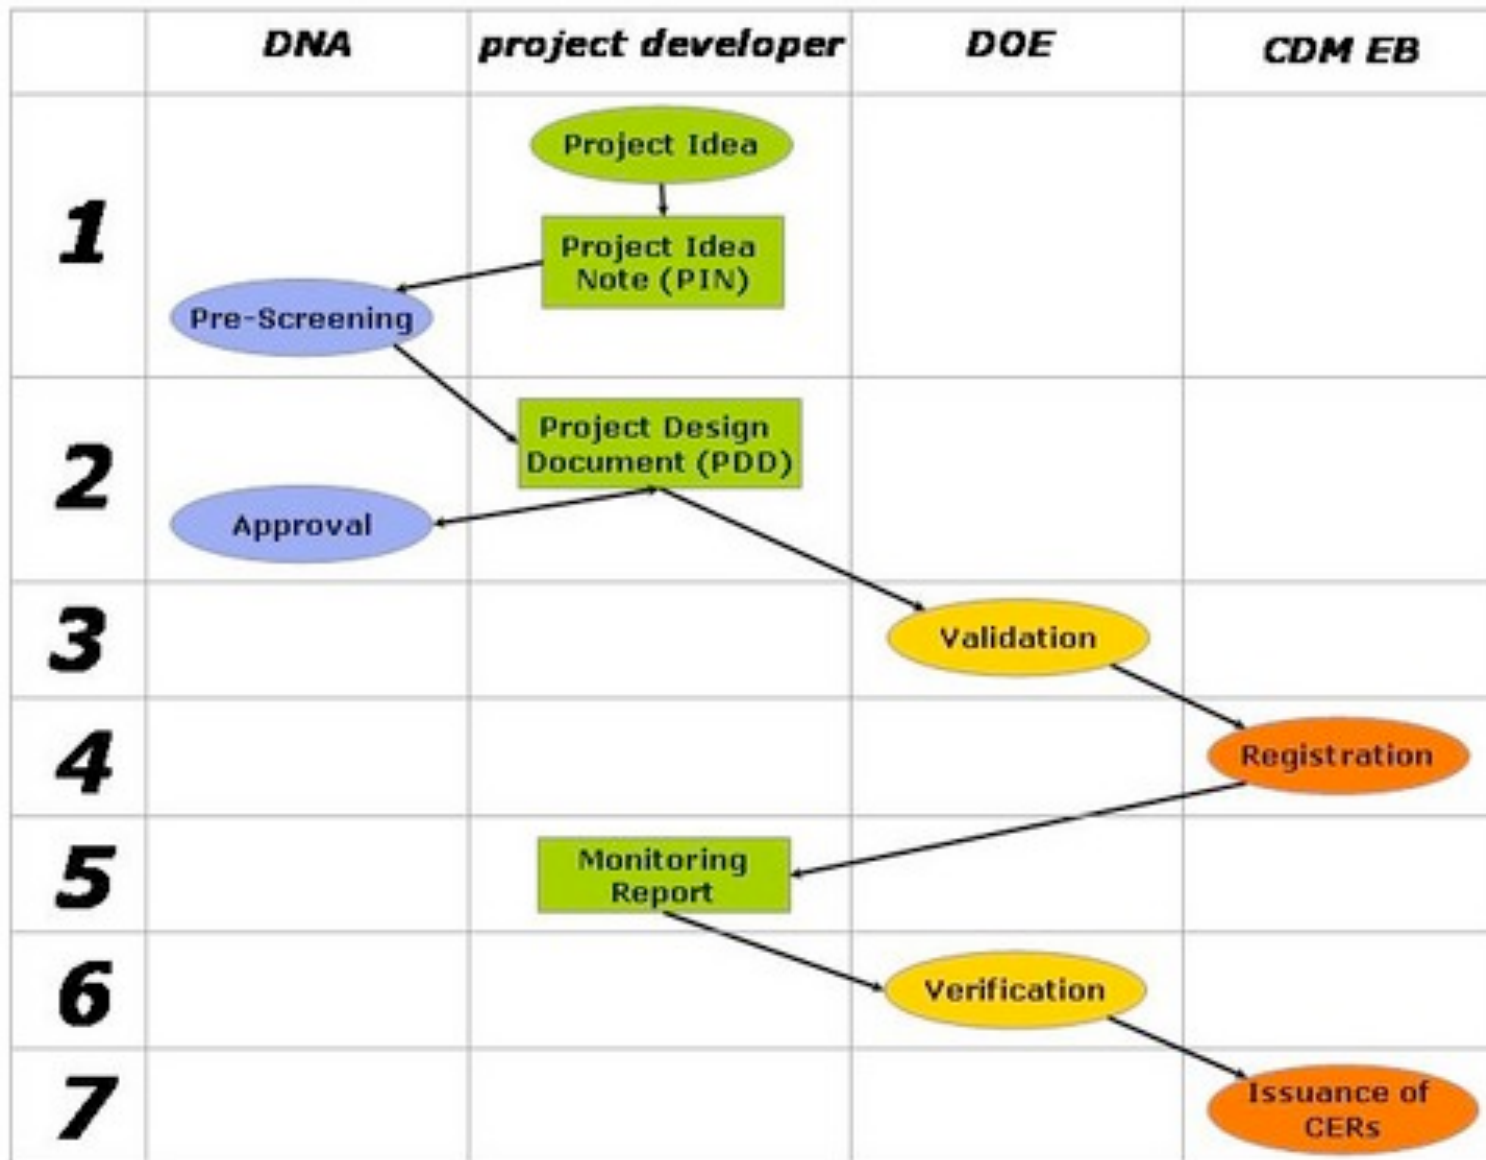 DNA
project developer
DOE
CDM EB
1
Project Idea
Project Idea
Note (PIN)
Pre-Screening
2
Project Design
Document (PDD)
Approval
3
Validation
4
Registration
5
Monitoring
Report
6
Verification
7
Issuance of
CERs